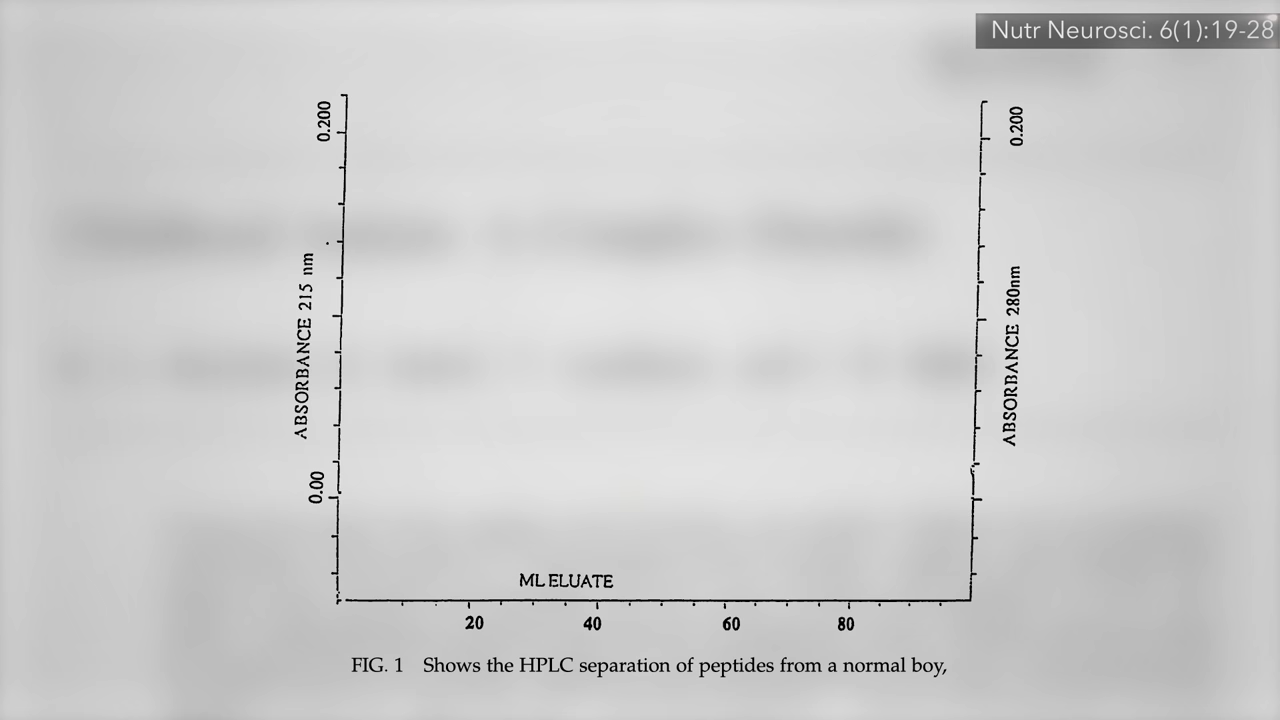 Nutr Neurosci. 6(1):19-28
0.200
0.200
ABSORBANCE 215 nm
ABSORBANCE 280nm
0.00
ML ELUATE
20 40 60 80
FIG. 1 Shows the HPLC separation of peptides from a normal boy,